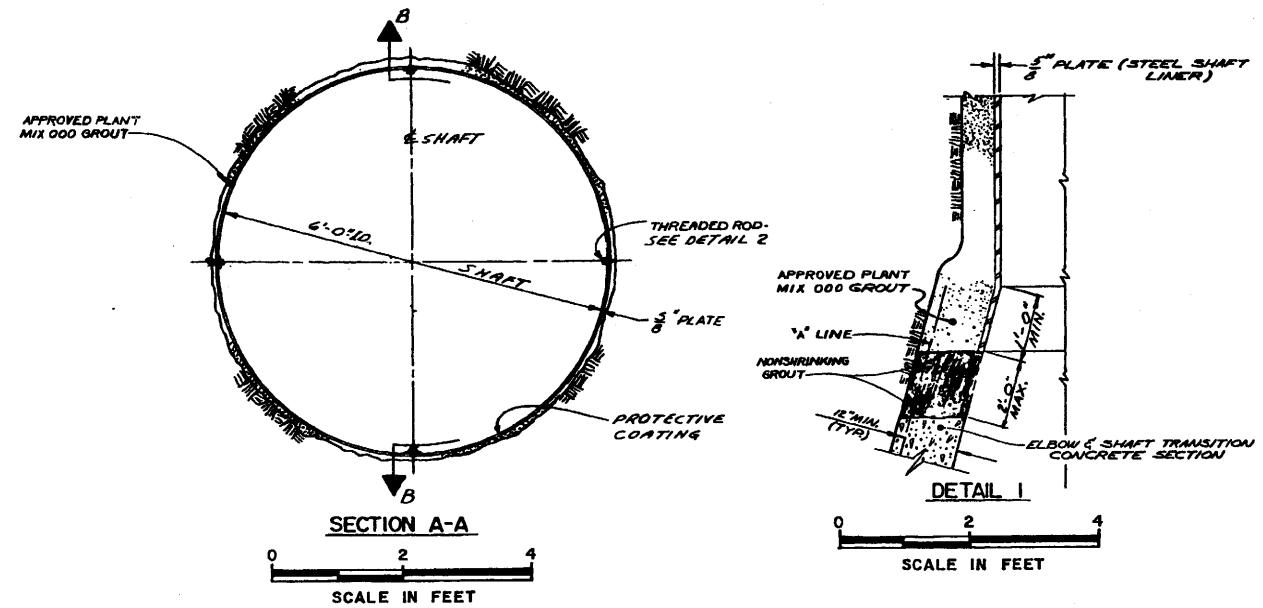 B
APPROVED PLANT
MIX 000 GROUT
℄ SHAFT
6'-0" I.D.
SHAFT
THREADED ROD-
SEE DETAIL 2
5/8" PLATE
PROTECTIVE
COATING
B
SECTION A-A
0 2 4
SCALE IN FEET
5/8" PLATE (STEEL SHAFT
LINER)
APPROVED PLANT
MIX 000 GROUT
"A" LINE
NONSHRINKING
GROUT
12" MIN.
(TYP)
1'-0"
MIN.
2'-0"
MAX.
ELBOW & SHAFT TRANSITION
CONCRETE SECTION
DETAIL 1
0 2 4
SCALE IN FEET